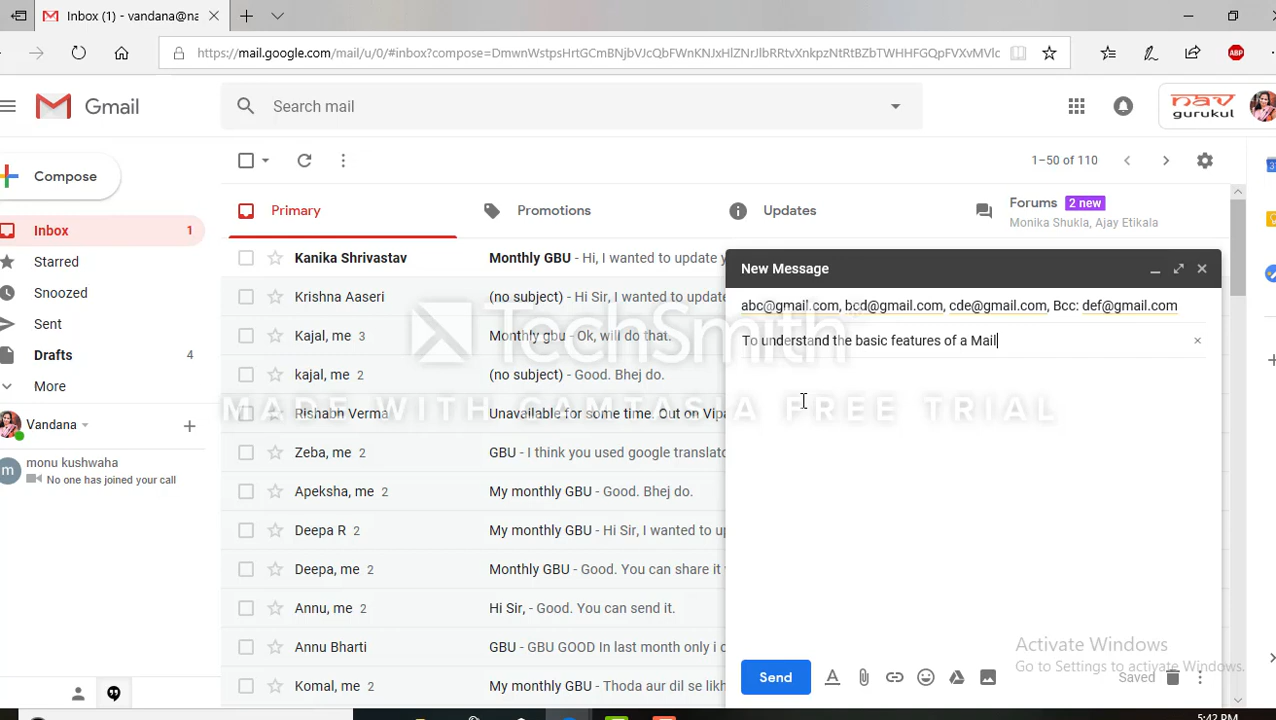 Inbox (1) - vandana@na
https://mail.google.com/mail/u/0/#inbox?compose=DmwnWstpsHrtGCmBNjbVJcQbFWnKNJxHlZNrJlbRRtvXnkpzNtRtBZbTWHHFGQpFVXvMVlc
ABP
Gmail
Search mail
nav
gurukul
Compose
1–50 of 110
Primary
Promotions
Updates
Forums 2 new
Monika Shukla, Ajay Etikala
Inbox 1
Starred
Snoozed
Sent
Drafts 4
More
Vandana
monu kushwaha
No one has joined your call
Kanika Shrivastav Monthly GBU - Hi, I wanted to update y
Krishna Aaseri (no subject) - Hi Sir, I wanted to update
Kajal, me 3 Monthly gbu - Ok, will do that.
kajal, me 2 (no subject) - Good. Bhej do.
Rishabh Verma Unavailable for some time. Out on Vipa
Zeba, me 2 GBU - I think you used google translato
Apeksha, me 2 My monthly GBU - Good. Bhej do.
Deepa R 2 My monthly GBU - Hi Sir, I wanted to up
Deepa, me 2 Monthly GBU - Good. You can share it
Annu, me 2 Hi Sir, - Good. You can send it.
Annu Bharti GBU - GBU GOOD In last month only i c
Komal, me 2 My monthly GBU - Thoda aur dil se likh
New Message
abc@gmail.com, bcd@gmail.com, cde@gmail.com, Bcc: def@gmail.com
To understand the basic features of a Mail
TechSmith
MADE WITH CAMTASIA FREE TRIAL
Activate Windows
Go to Settings to activate Windows.
Send
Saved
5:42 PM